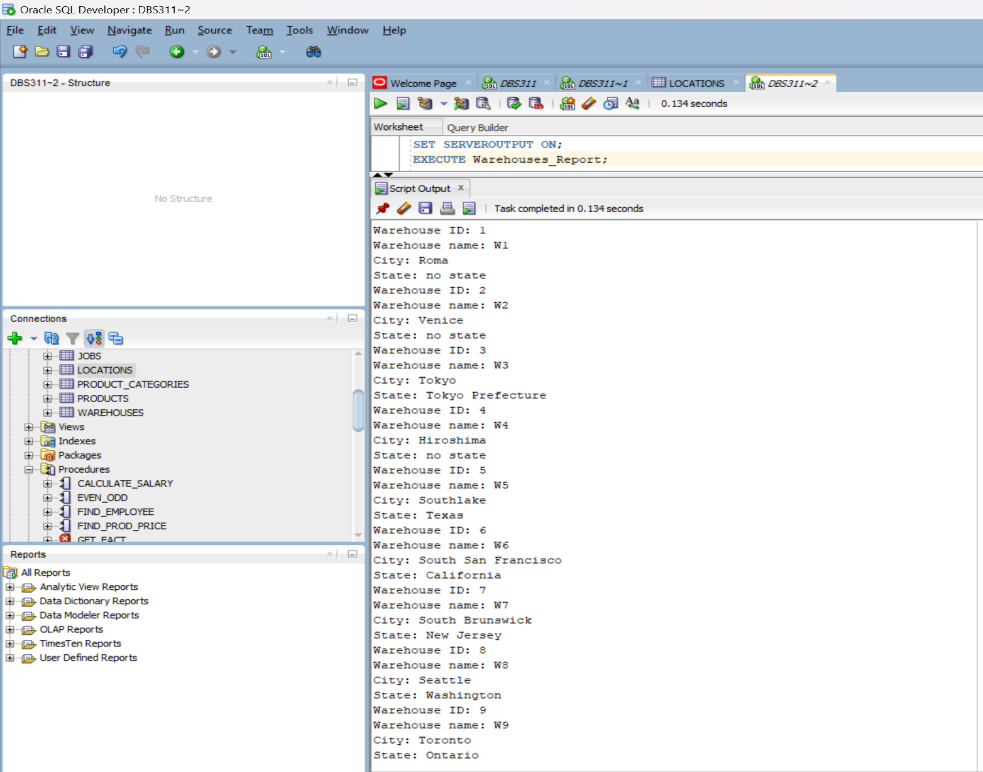 Oracle SQL Developer : DBS311~2
File Edit View Navigate Run Source Team Tools Window Help
DBS311~2 - Structure
No Structure
Connections
JOBS
LOCATIONS
PRODUCT_CATEGORIES
PRODUCTS
WAREHOUSES
Views
Indexes
Packages
Procedures
CALCULATE_SALARY
EVEN_ODD
FIND_EMPLOYEE
FIND_PROD_PRICE
GET_FACT
Reports
All Reports
Analytic View Reports
Data Dictionary Reports
Data Modeler Reports
OLAP Reports
TimesTen Reports
User Defined Reports
Welcome Page DBS311 DBS311~1 LOCATIONS DBS311~2
0.134 seconds
Worksheet Query Builder
SET SERVEROUTPUT ON;
EXECUTE Warehouses_Report;
Script Output
Task completed in 0.134 seconds
Warehouse ID: 1
Warehouse name: W1
City: Roma
State: no state
Warehouse ID: 2
Warehouse name: W2
City: Venice
State: no state
Warehouse ID: 3
Warehouse name: W3
City: Tokyo
State: Tokyo Prefecture
Warehouse ID: 4
Warehouse name: W4
City: Hiroshima
State: no state
Warehouse ID: 5
Warehouse name: W5
City: Southlake
State: Texas
Warehouse ID: 6
Warehouse name: W6
City: South San Francisco
State: California
Warehouse ID: 7
Warehouse name: W7
City: South Brunswick
State: New Jersey
Warehouse ID: 8
Warehouse name: W8
City: Seattle
State: Washington
Warehouse ID: 9
Warehouse name: W9
City: Toronto
State: Ontario